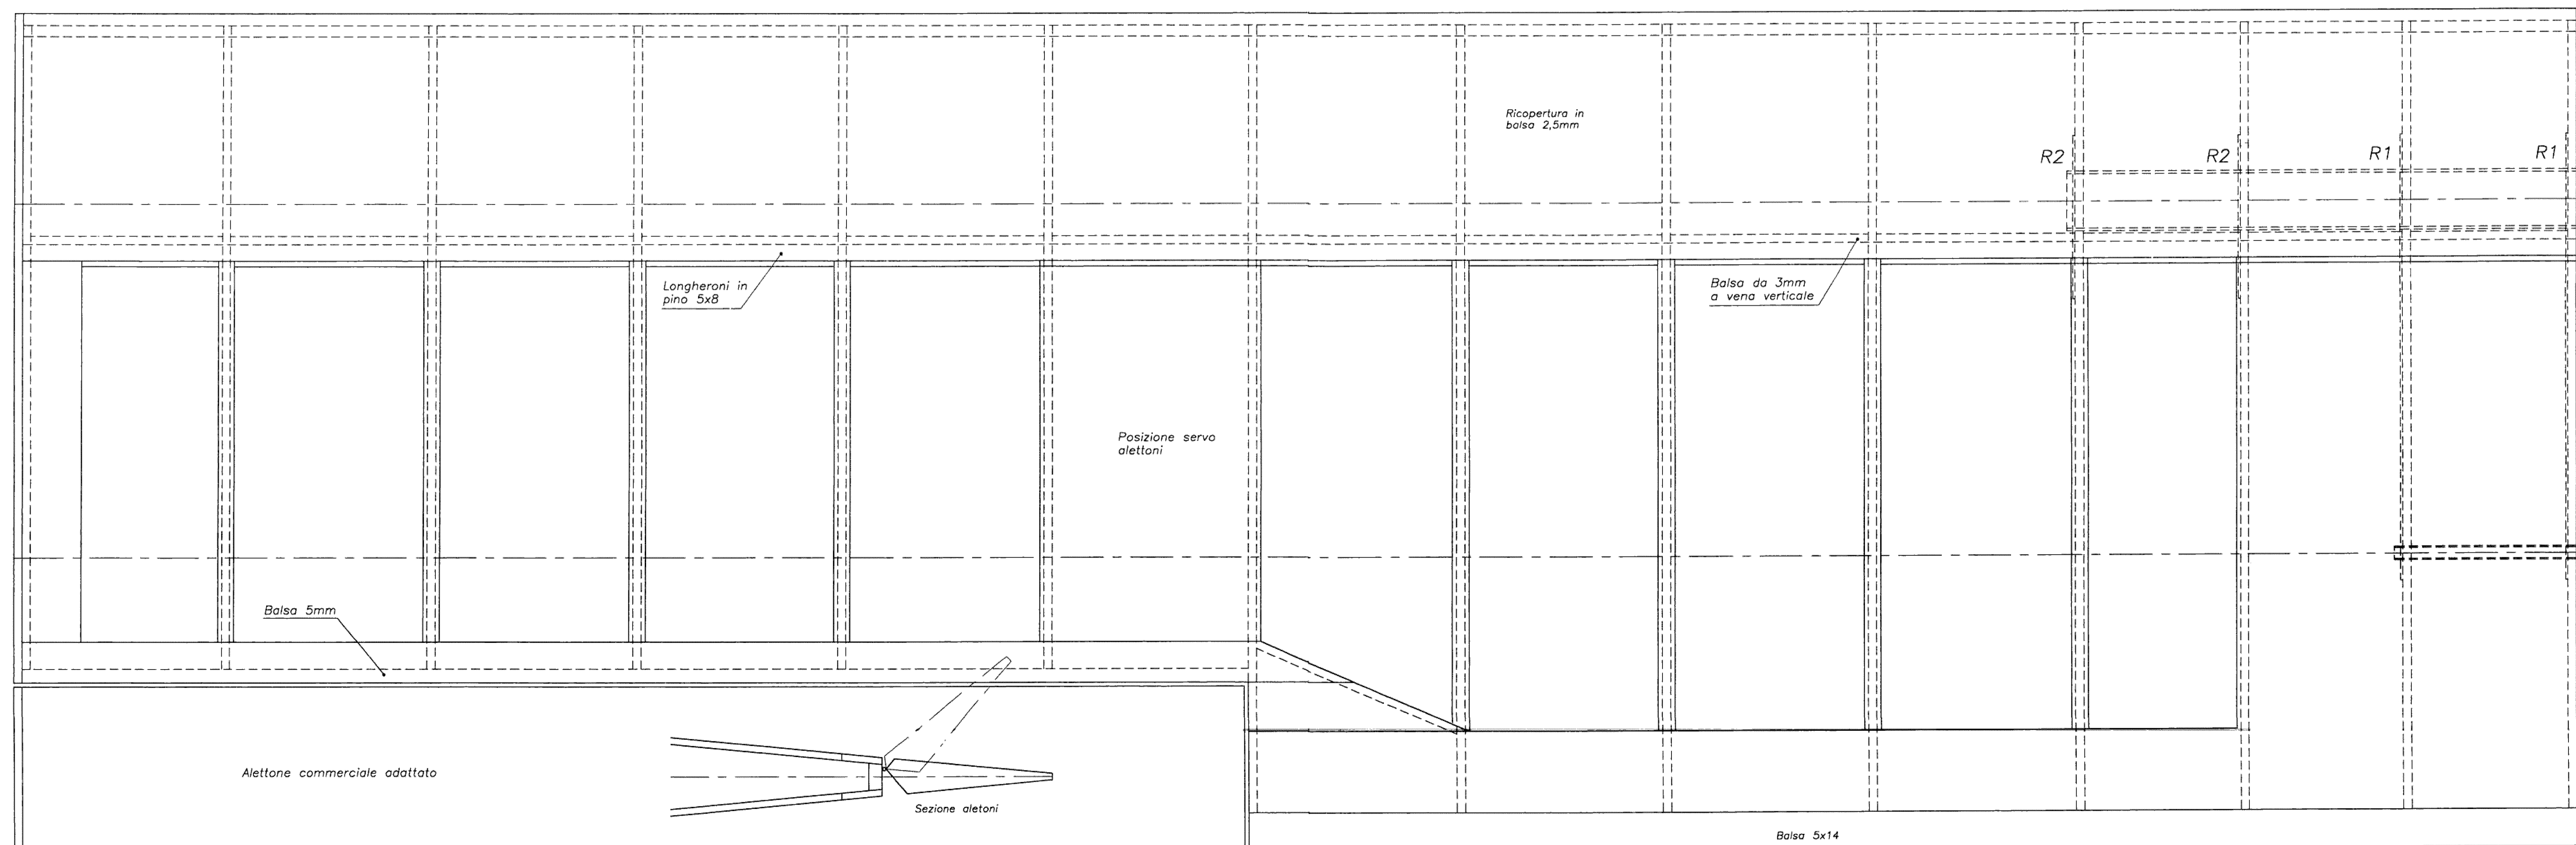 Ricopertura in
balsa 2,5mm
R2
R2
R1
R1
Longheroni in
pino 5x8
Balsa da 3mm
a vena verticale
Posizione servo
alettoni
Balsa 5mm
Alettone commerciale adattato
Sezione aletoni
Balsa 5x14